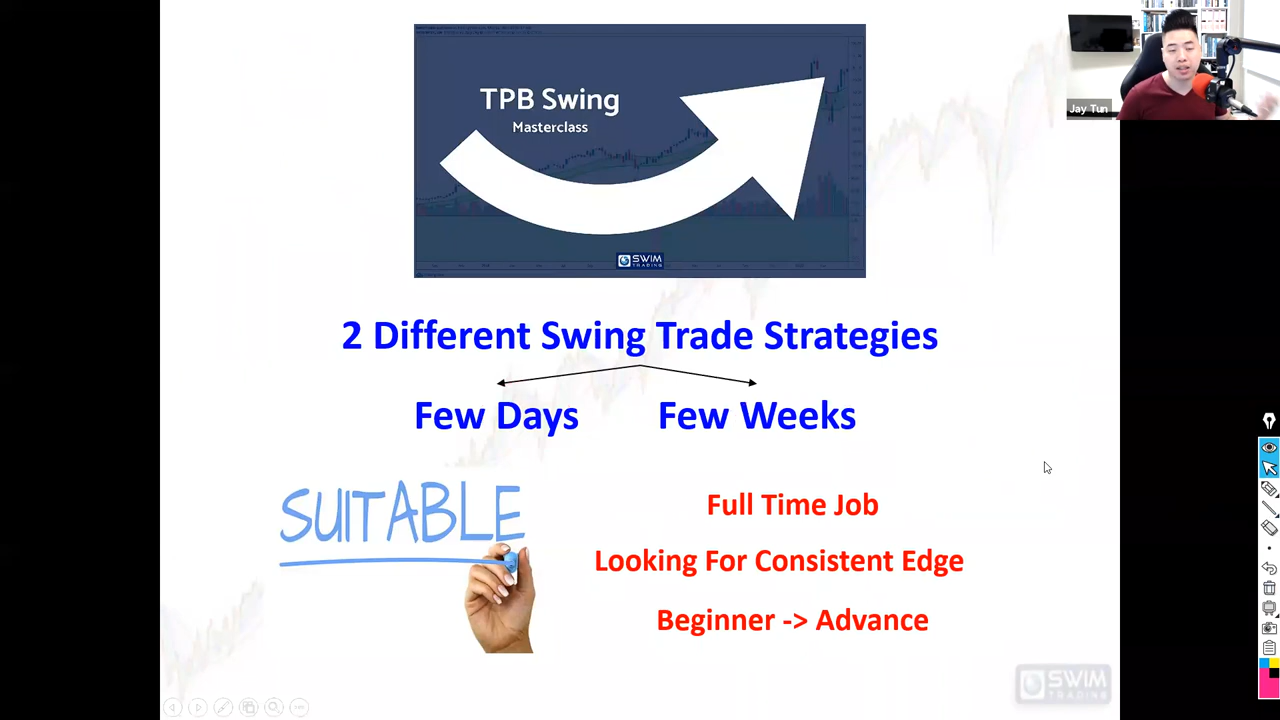 TPB Swing
Masterclass
SWIM
TRADING
Jay Tun
2 Different Swing Trade Strategies
Few Days
Few Weeks
SUITABLE
Full Time Job
Looking For Consistent Edge
Beginner -> Advance
SWIM
TRADING